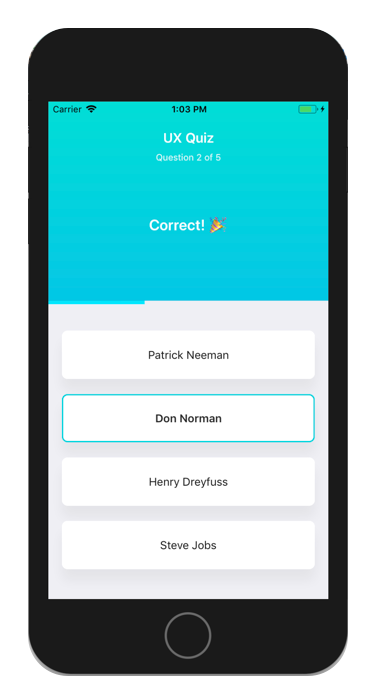 Carrier 1:03 PM
UX Quiz
Question 2 of 5
Correct! 🎉
Patrick Neeman
Don Norman
Henry Dreyfuss
Steve Jobs